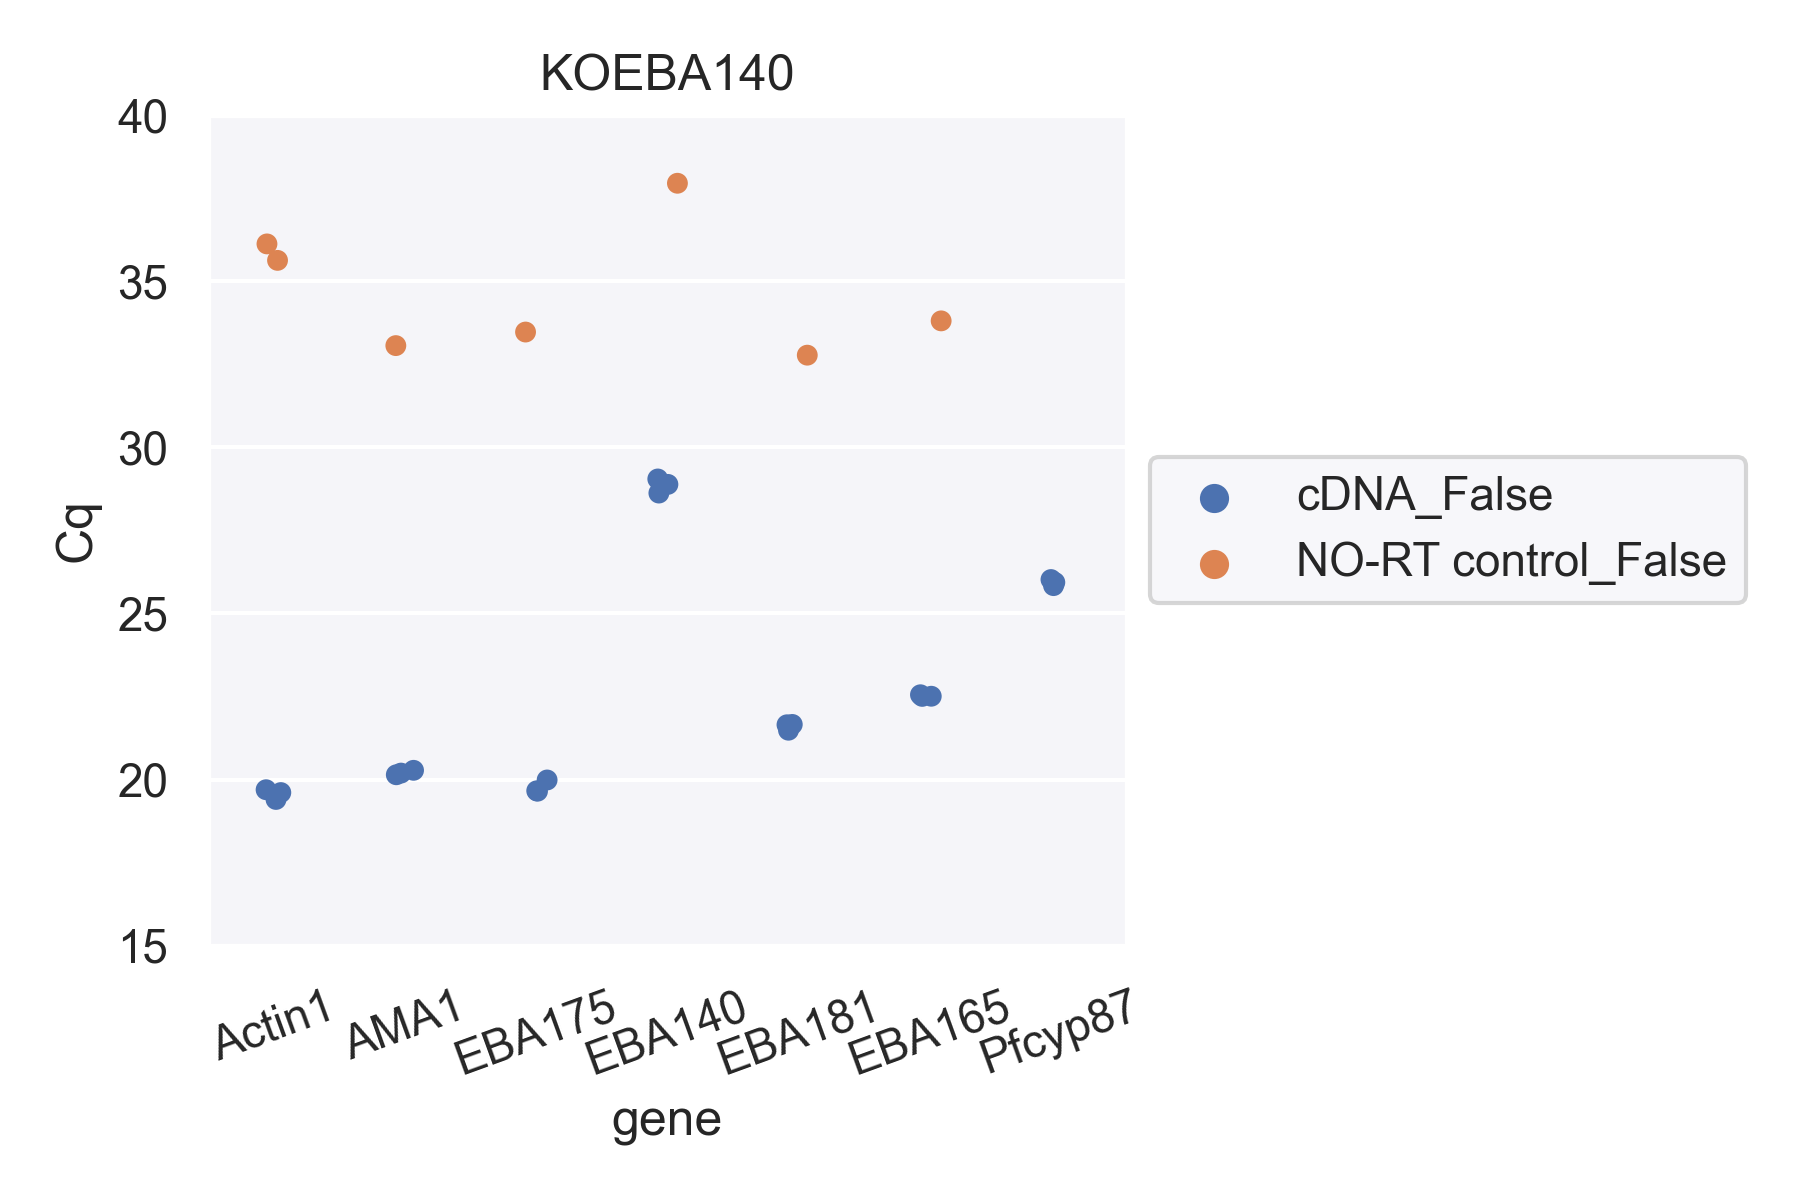 KOEBA140
40
35
30
25
20
15
Cq
cDNA_False
NO-RT control_False
Actin1
AMA1
EBA175
EBA140
EBA181
EBA165
Pfcyp87
gene